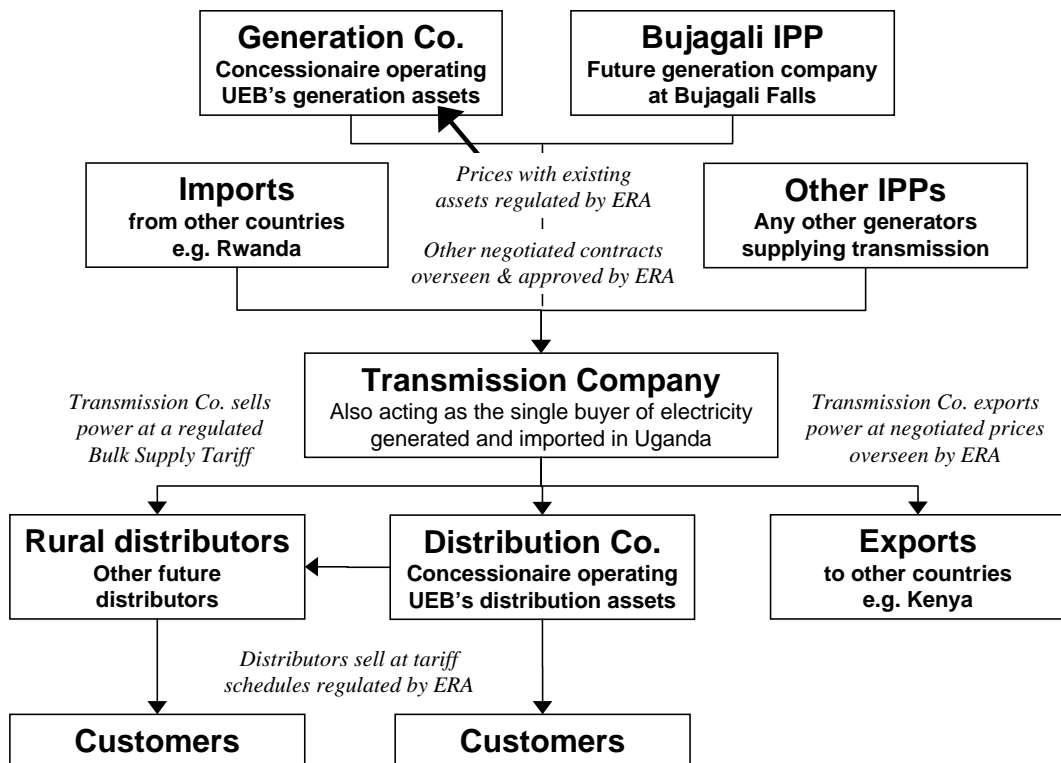 Generation Co.
Concessionaire operating
UEB's generation assets
Bujagali IPP
Future generation company
at Bujagali Falls
Prices with existing
assets regulated by ERA
Imports
from other countries
e.g. Rwanda
Other IPPs
Any other generators
supplying transmission
Other negotiated contracts
overseen & approved by ERA
Transmission Company
Also acting as the single buyer of electricity
generated and imported in Uganda
Transmission Co. sells
power at a regulated
Bulk Supply Tariff
Transmission Co. exports
power at negotiated prices
overseen by ERA
Rural distributors
Other future
distributors
Distribution Co.
Concessionaire operating
UEB's distribution assets
Exports
to other countries
e.g. Kenya
Distributors sell at tariff
schedules regulated by ERA
Customers
Customers